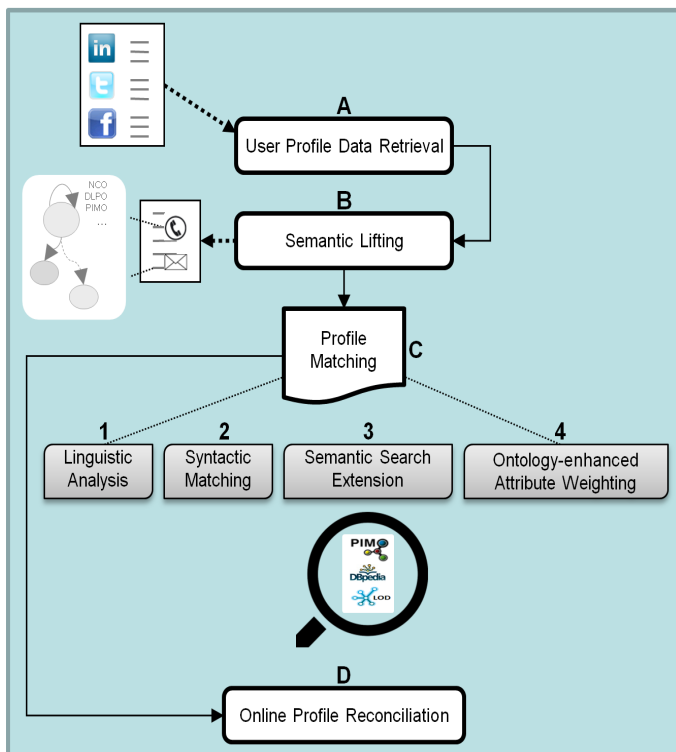 in
t
f
A
User Profile Data Retrieval
NCO
DLPO
PIMO
...
B
Semantic Lifting
Profile
Matching
C
1
Linguistic
Analysis
2
Syntactic
Matching
3
Semantic Search
Extension
4
Ontology-enhanced
Attribute Weighting
PIMO
DBpedia
LOD
D
Online Profile Reconciliation